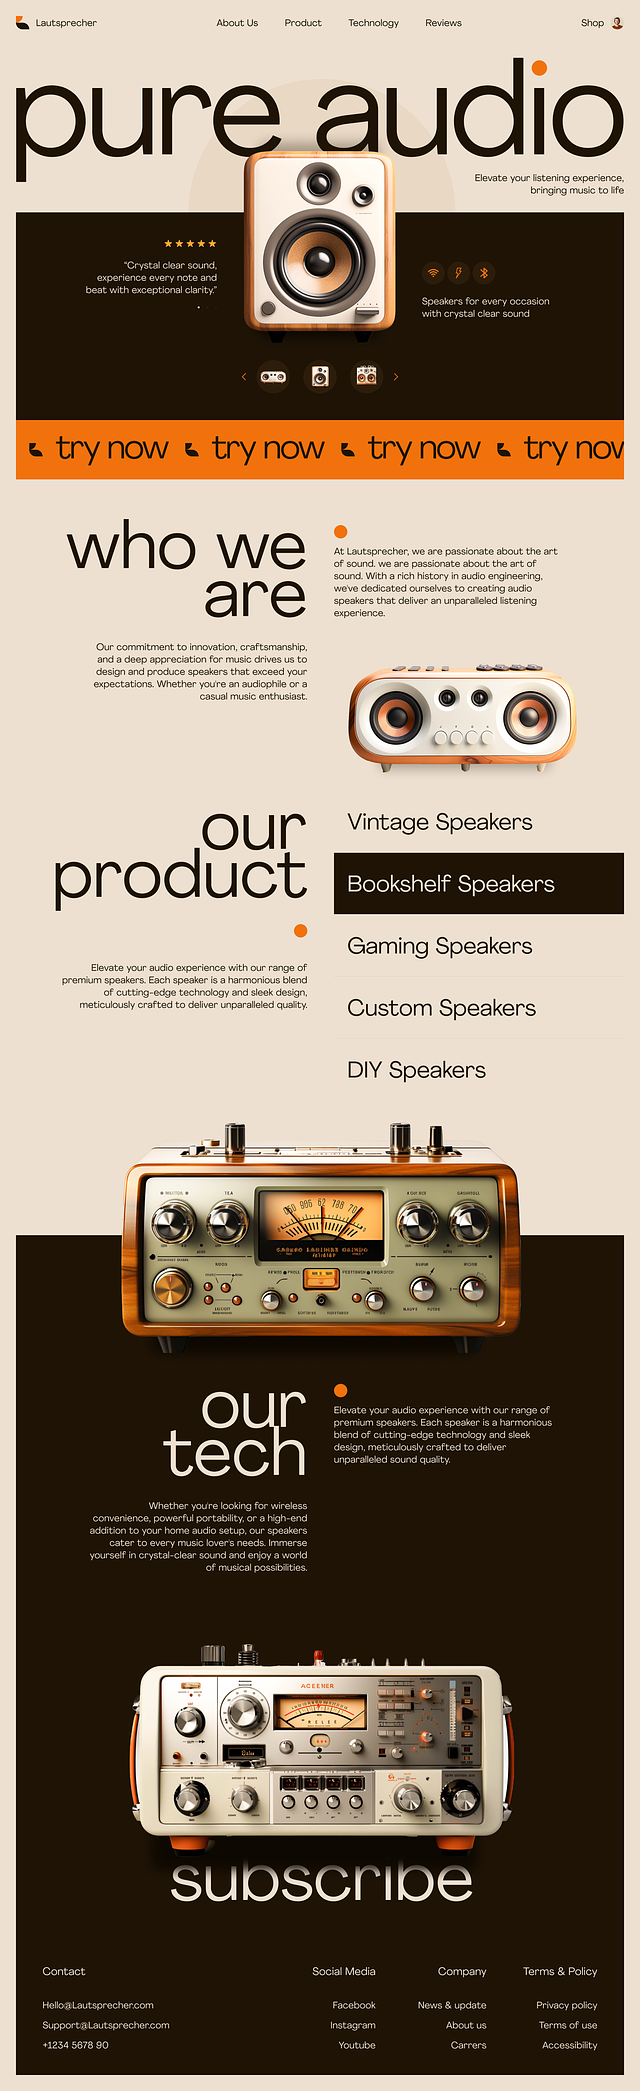 Lautsprecher
About Us
Product
Technology
Reviews
Shop
pure audio
Elevate your listening experience,
bringing music to life
“Crystal clear sound,
experience every note and
beat with exceptional clarity.”
Speakers for every occasion
with crystal clear sound
try now try now try now try now
who we
are
At Lautsprecher, we are passionate about the art
of sound. we are passionate about the art of
sound. With a rich history in audio engineering,
we've dedicated ourselves to creating audio
speakers that deliver an unparalleled listening
experience.
Our commitment to innovation, craftsmanship,
and a deep appreciation for music drives us to
design and produce speakers that exceed your
expectations. Whether you're an audiophile or a
casual music enthusiast.
our
product
Elevate your audio experience with our range of
premium speakers. Each speaker is a harmonious blend
of cutting-edge technology and sleek design,
meticulously crafted to deliver unparalleled quality.
Vintage Speakers
Bookshelf Speakers
Gaming Speakers
Custom Speakers
DIY Speakers
our
tech
Elevate your audio experience with our range of
premium speakers. Each speaker is a harmonious
blend of cutting-edge technology and sleek
design, meticulously crafted to deliver
unparalleled sound quality.
Whether you're looking for wireless
convenience, powerful portability, or a high-end
addition to your home audio setup, our speakers
cater to every music lover's needs. Immerse
yourself in crystal-clear sound and enjoy a world
of musical possibilities.
ACEENER
subscribe
Contact
Hello@Lautsprecher.com
Support@Lautsprecher.com
+1234 5678 90
Social Media
Facebook
Instagram
Youtube
Company
News & update
About us
Carrers
Terms & Policy
Privacy policy
Terms of use
Accessibility